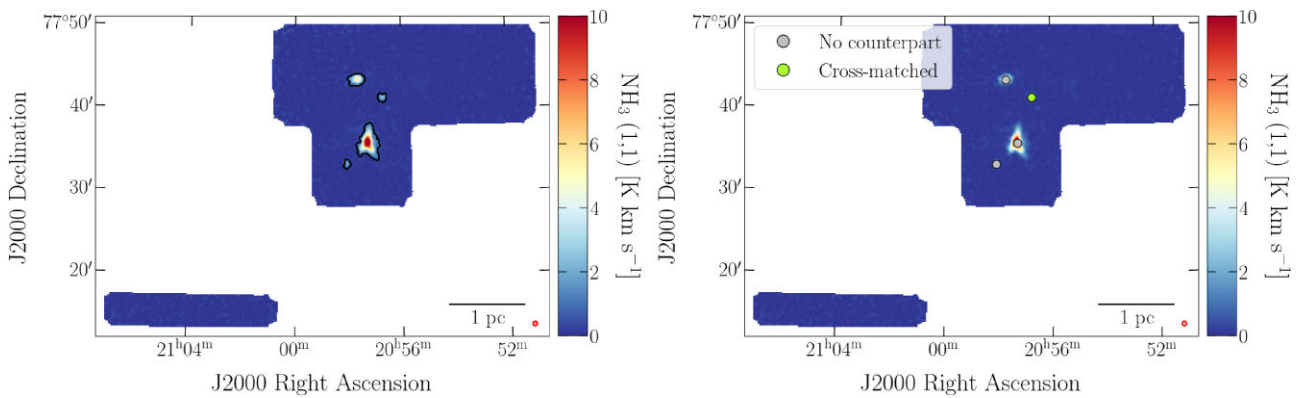 77°50′
40′
30′
20′
J2000 Declination
21ʰ04ᵐ
00ᵐ
20ʰ56ᵐ
52ᵐ
J2000 Right Ascension
1 pc
10
8
6
4
2
0
NH₃ (1,1) [K km s⁻¹]
77°50′
40′
30′
20′
J2000 Declination
No counterpart
Cross-matched
21ʰ04ᵐ
00ᵐ
20ʰ56ᵐ
52ᵐ
J2000 Right Ascension
1 pc
10
8
6
4
2
0
NH₃ (1,1) [K km s⁻¹]